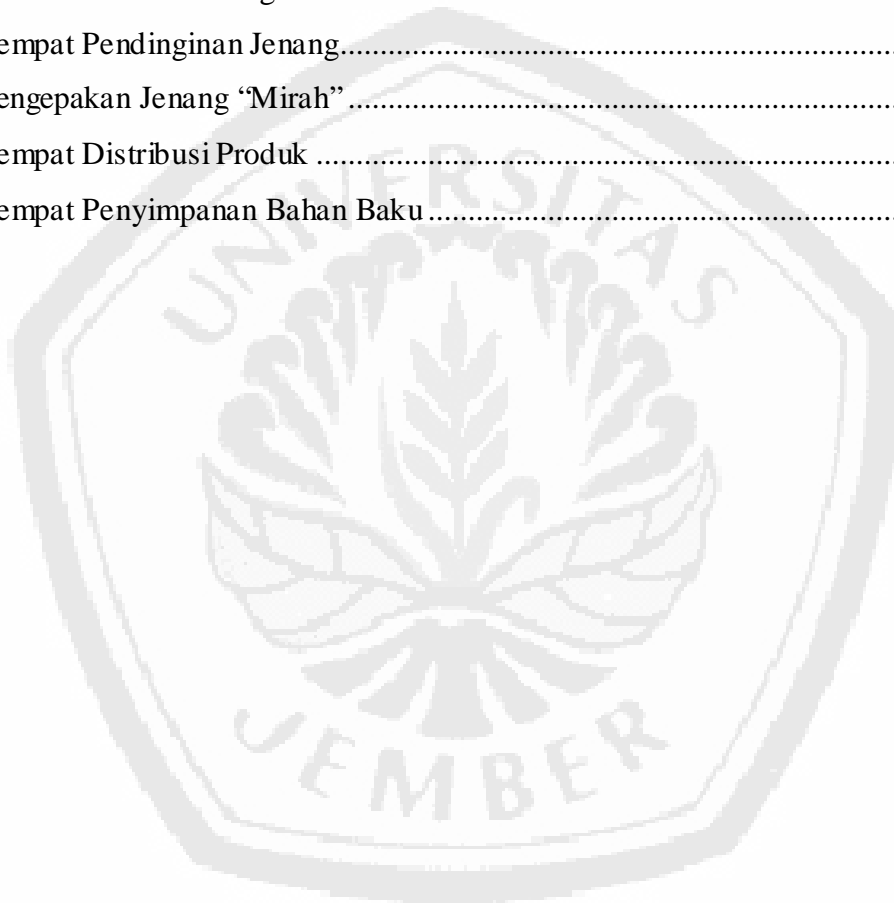 empat Pendinginan Jenang....................................................................
engepakan Jenang “Mirah”....................................................................
empat Distribusi Produk....................................................................
empat Penyimpanan Bahan Baku....................................................................
UNIVERSITAS
JEMBER